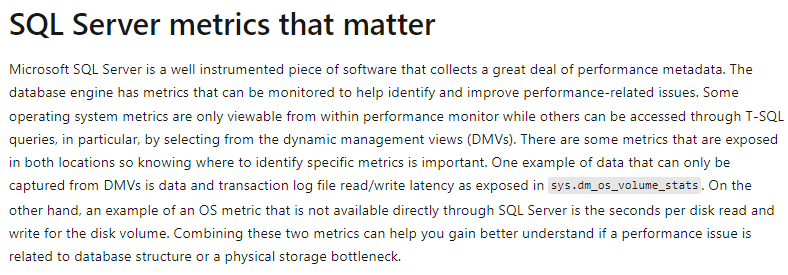 SQL Server metrics that matter
Microsoft SQL Server is a well instrumented piece of software that collects a great deal of performance metadata. The
database engine has metrics that can be monitored to help identify and improve performance-related issues. Some
operating system metrics are only viewable from within performance monitor while others can be accessed through T-SQL
queries, in particular, by selecting from the dynamic management views (DMVs). There are some metrics that are exposed
in both locations so knowing where to identify specific metrics is important. One example of data that can only be
captured from DMVs is data and transaction log file read/write latency as exposed in sys.dm_os_volume_stats. On the
other hand, an example of an OS metric that is not available directly through SQL Server is the seconds per disk read and
write for the disk volume. Combining these two metrics can help you gain better understand if a performance issue is
related to database structure or a physical storage bottleneck.